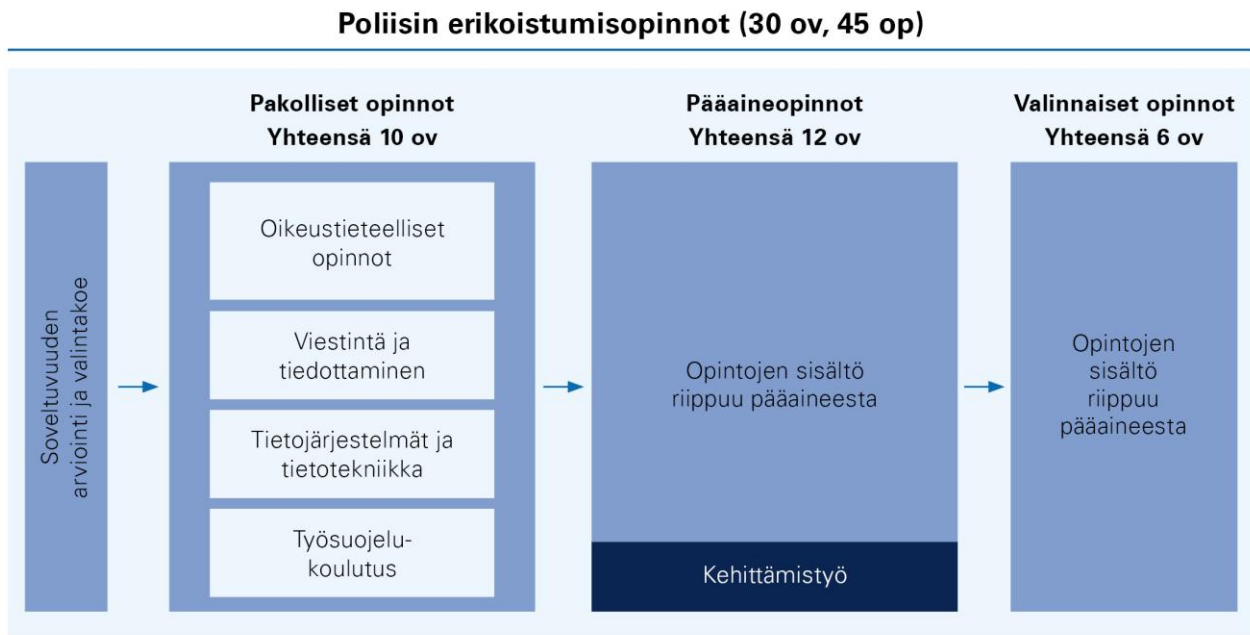 Poliisin erikoistumisopinnot (30 ov, 45 op)
Pakolliset opinnot
Yhteensä 10 ov
Pääaineopinnot
Yhteensä 12 ov
Valinnaiset opinnot
Yhteensä 6 ov
Soveltuvuuden
arviointi ja valintakoe
Oikeustieteelliset
opinnot
Viestintä ja
tiedottaminen
Tietojärjestelmät ja
tietotekniikka
Työsuojelu-
koulutus
Opintojen sisältö
riippuu pääaineesta
Kehittämistyö
Opintojen
sisältö
riippuu
pääaineesta